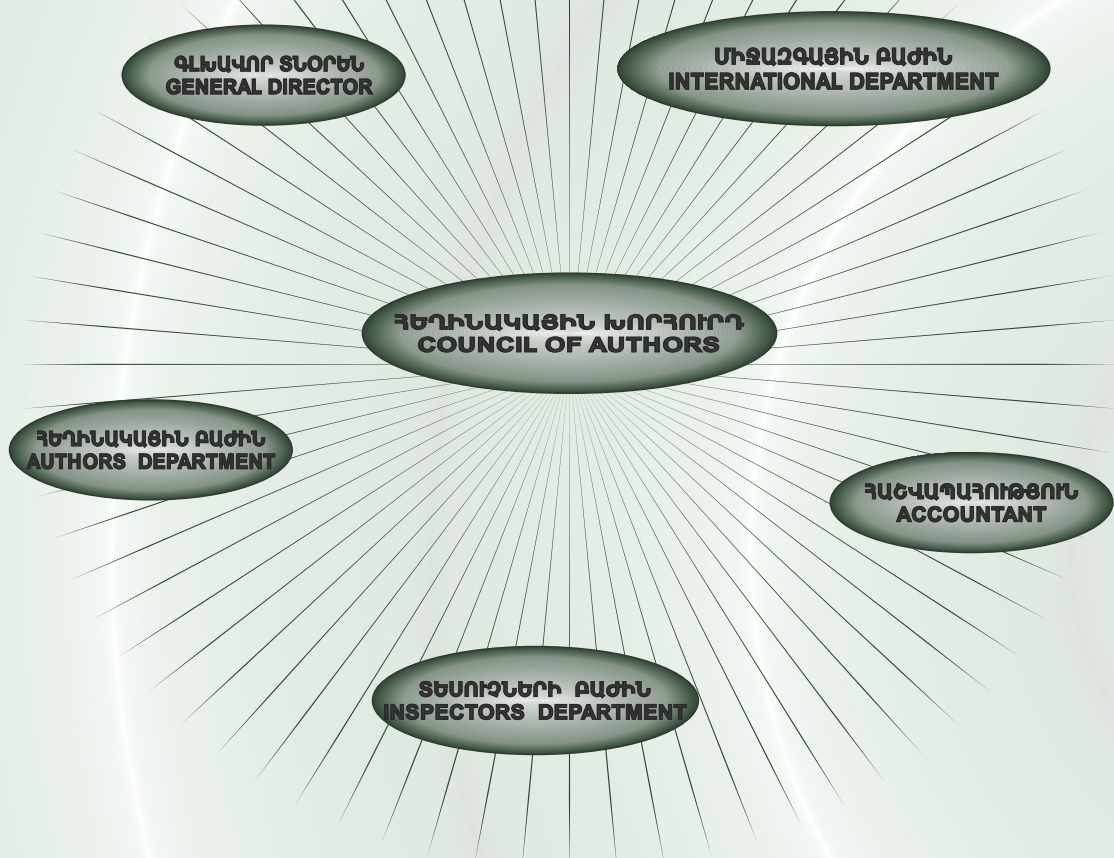 ԳԼԽԱՎՈՐ ՏՆՕՐԵՆ
GENERAL DIRECTOR
ՄԻՋԱԶԳԱՅԻՆ ԲԱԺԻՆ
INTERNATIONAL DEPARTMENT
ՀԵՂԻՆԱԿԱՅԻՆ ԽՈՐՀՈՒՐԴ
COUNCIL OF AUTHORS
ՀԵՂԻՆԱԿԱՅԻՆ ԲԱԺԻՆ
AUTHORS DEPARTMENT
ՀԱՇՎԱՊԱՀՈՒԹՅՈՒՆ
ACCOUNTANT
ՏԵՍՈՒՉՆԵՐԻ ԲԱԺԻՆ
INSPECTORS DEPARTMENT